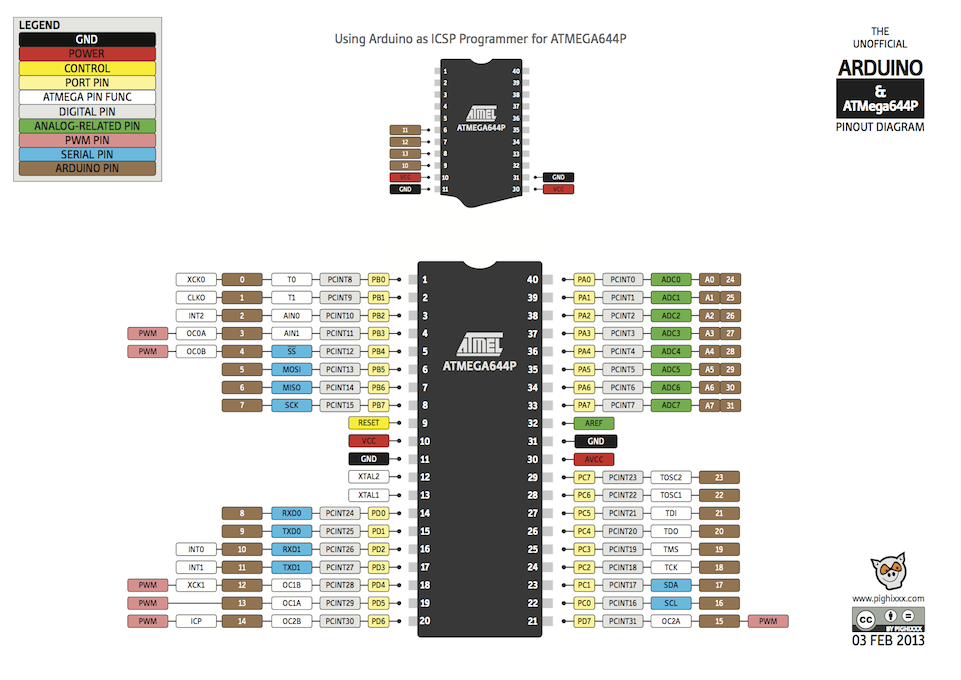 LEGEND
GND
POWER
CONTROL
PORT PIN
ATMEGA PIN FUNC
DIGITAL PIN
ANALOG-RELATED PIN
PWM PIN
SERIAL PIN
ARDUINO PIN
Using Arduino as ICSP Programmer for ATMEGA644P
THE
UNOFFICIAL
ARDUINO
&
ATMega644P
PINOUT DIAGRAM
1 40
2 39
3 38
4 37
5 36
11 6 35
12 7 34
13 8 33
10 9 32
VCC 10 31 GND
GND 11 30 VCC
ATMEL
ATMEGA644P
XCK0 0 T0 PCINT8 PB0 1 40 PA0 PCINT0 ADC0 A0 24
CLKO 1 T1 PCINT9 PB1 2 39 PA1 PCINT1 ADC1 A1 25
INT2 2 AIN0 PCINT10 PB2 3 38 PA2 PCINT2 ADC2 A2 26
PWM OC0A 3 AIN1 PCINT11 PB3 4 37 PA3 PCINT3 ADC3 A3 27
PWM OC0B 4 SS PCINT12 PB4 5 36 PA4 PCINT4 ADC4 A4 28
5 MOSI PCINT13 PB5 6 35 PA5 PCINT5 ADC5 A5 29
6 MISO PCINT14 PB6 7 34 PA6 PCINT6 ADC6 A6 30
7 SCK PCINT15 PB7 8 33 PA7 PCINT7 ADC7 A7 31
RESET 9 32 AREF
VCC 10 31 GND
GND 11 30 AVCC
XTAL2 12 29 PC7 PCINT23 TOSC2 23
XTAL1 13 28 PC6 PCINT22 TOSC1 22
8 RXD0 PCINT24 PD0 14 27 PC5 PCINT21 TDI 21
9 TXD0 PCINT25 PD1 15 26 PC4 PCINT20 TDO 20
INT0 10 RXD1 PCINT26 PD2 16 25 PC3 PCINT19 TMS 19
INT1 11 TXD1 PCINT27 PD3 17 24 PC2 PCINT18 TCK 18
PWM XCK1 12 OC1B PCINT28 PD4 18 23 PC1 PCINT17 SDA 17
PWM 13 OC1A PCINT29 PD5 19 22 PC0 PCINT16 SCL 16
PWM ICP 14 OC2B PCINT30 PD6 20 21 PD7 PCINT31 OC2A 15 PWM
ATMEL
ATMEGA644P
www.pighixxx.com
cc
BY PIGHIXXX
03 FEB 2013